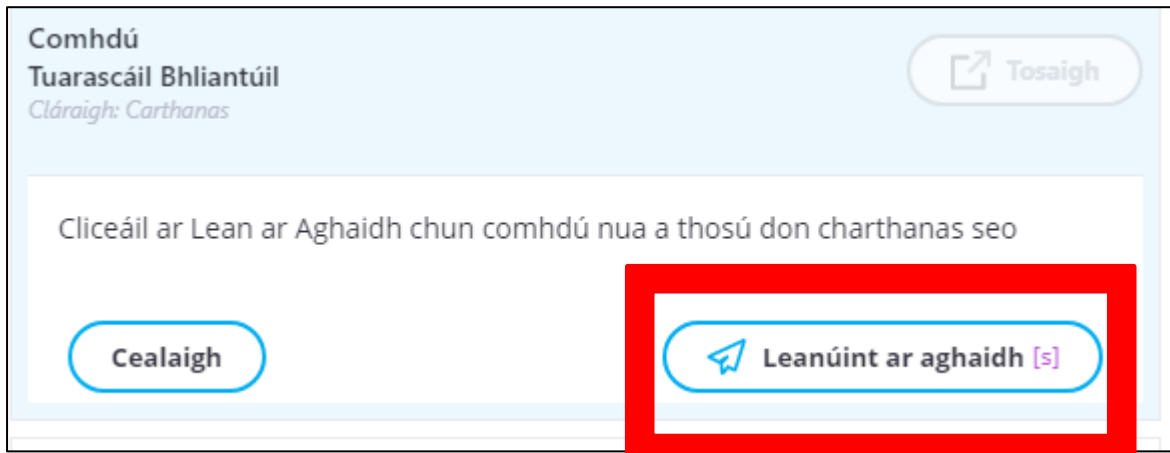 Comhdú
Tuarascáil Bhliantúil
Tosaigh
Cláraigh: Carthanas
Cliceáil ar Lean ar Aghaidh chun comhdú nua a thosú don charthanas seo
Cealaigh
Leanúint ar aghaidh [s]